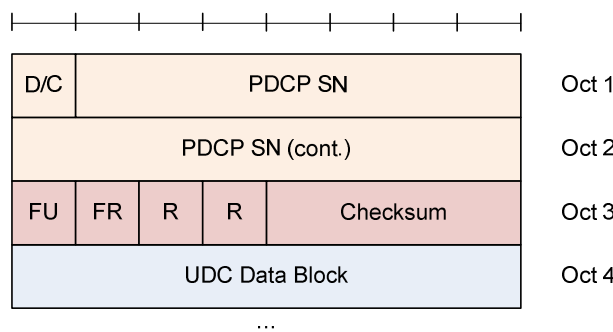 D/C PDCP SN Oct 1
PDCP SN (cont.) Oct 2
FU FR R R Checksum Oct 3
UDC Data Block Oct 4
...